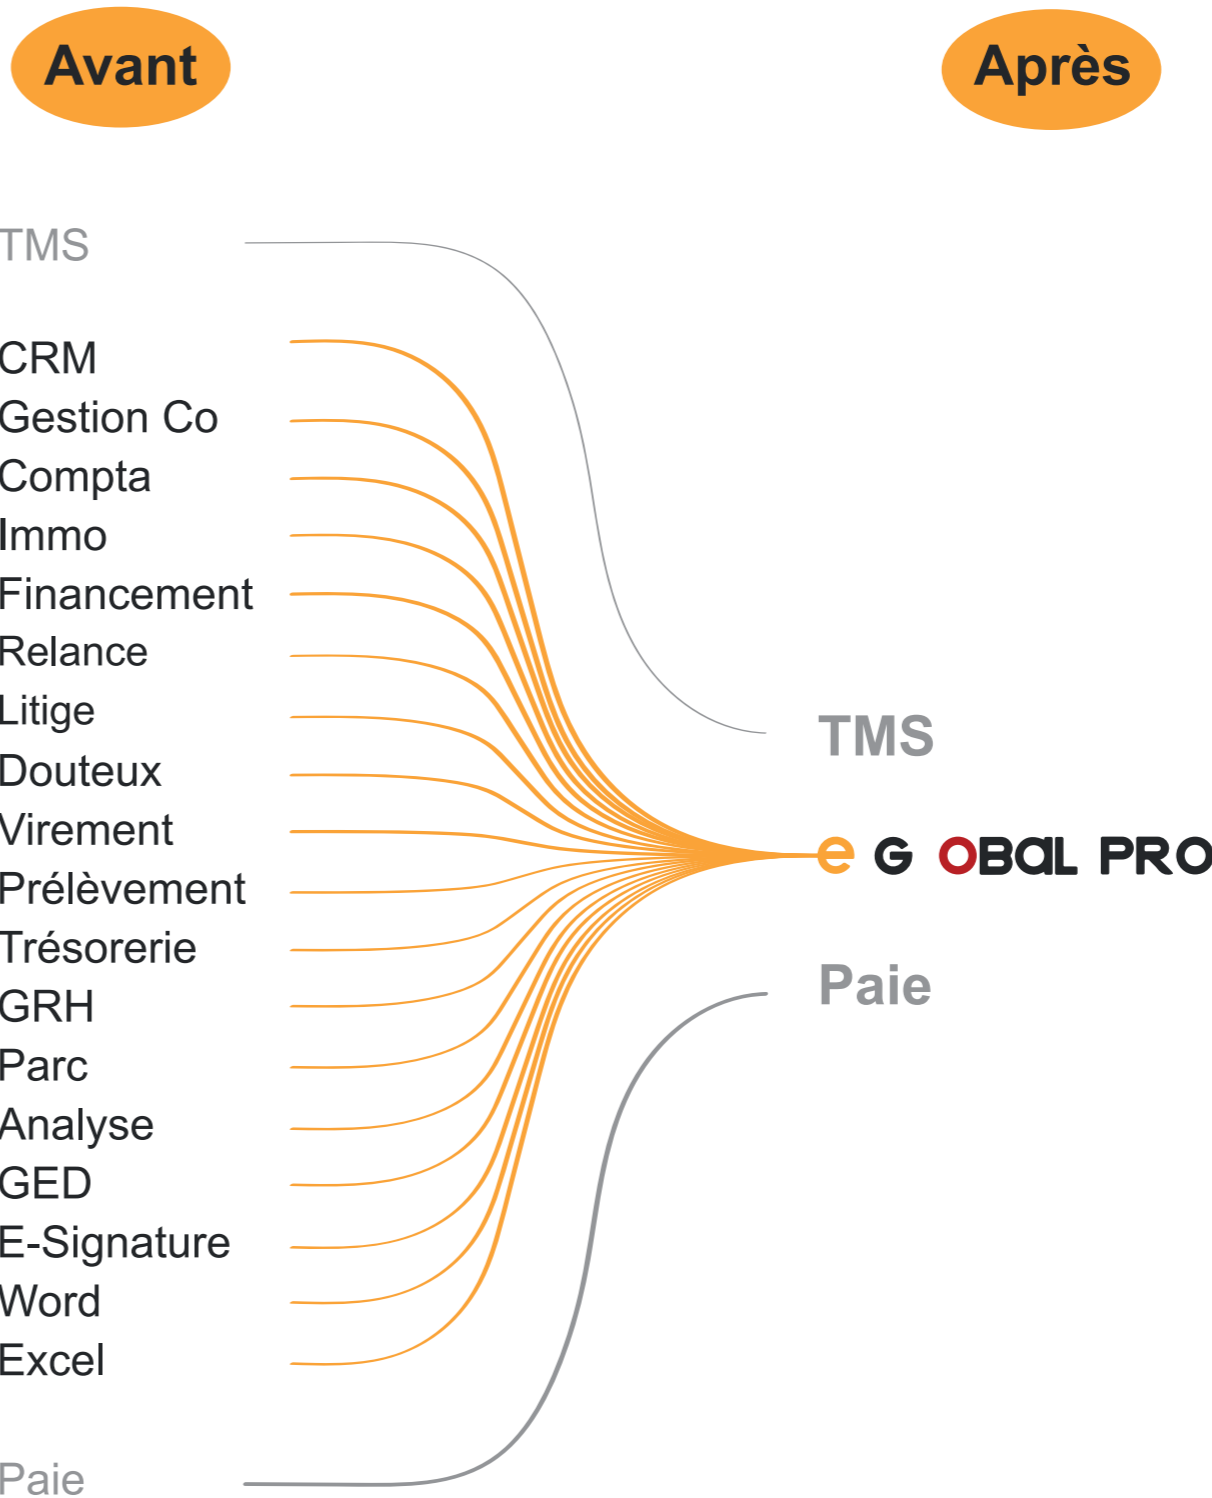 Avant
Après
TMS
CRM
Gestion Co
Compta
Immo
Financement
Relance
Litige
Douteux
Virement
Prélèvement
Trésorerie
GRH
Parc
Analyse
GED
E-Signature
Word
Excel
Paie
TMS
e G OBAL PRO
Paie